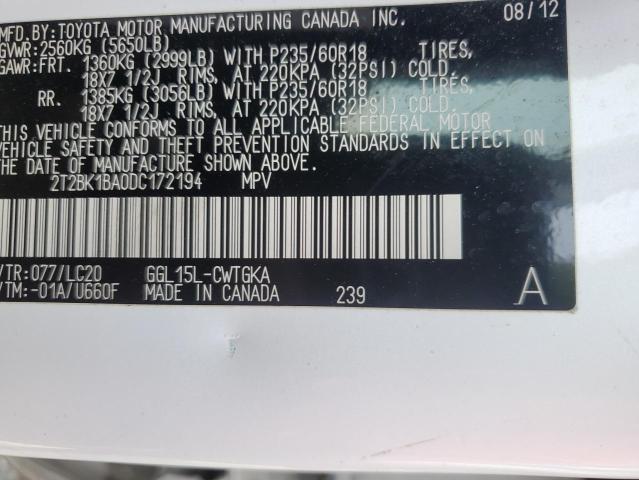 MFD.BY:TOYOTA MOTOR MANUFACTURING CANADA INC. 08/12
GVWR:2560KG (5650LB)
GAWR:FRT. 1360KG (2999LB) WITH P235/60R18 TIRES,
18X7 1/2J RIMS, AT 220KPA (32PSI) COLD.
RR. 1385KG (3056LB) WITH P235/60R18 TIRES,
18X7 1/2J RIMS, AT 220KPA (32PSI) COLD.
THIS VEHICLE CONFORMS TO ALL APPLICABLE FEDERAL MOTOR
VEHICLE SAFETY AND THEFT PREVENTION STANDARDS IN EFFECT ON
THE DATE OF MANUFACTURE SHOWN ABOVE.
2T2BK1BA0DC172194 MPV
/TR:077/LC20 GGL15L-CWTGKA
/TM:-01A/U660F MADE IN CANADA 239 A